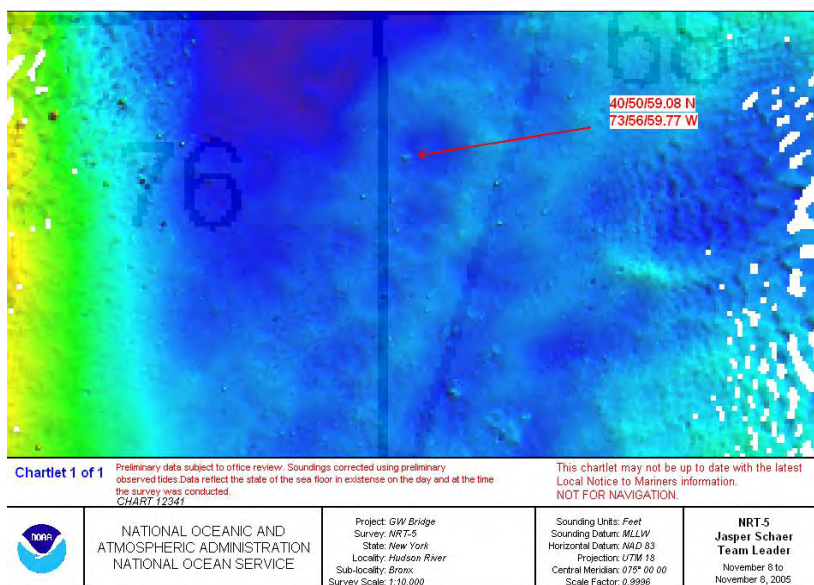 68
40/50/59.08 N
73/56/59.77 W
76
Chartlet 1 of 1
Preliminary data subject to office review. Soundings corrected using preliminary
observed tides.Data reflect the state of the sea floor in existense on the day and at the time
the survey was conducted.
CHART 12341
This chartlet may not be up to date with the latest
Local Notice to Mariners information.
NOT FOR NAVIGATION.
NOAA
NATIONAL OCEANIC AND
ATMOSPHERIC ADMINISTRATION
NATIONAL OCEAN SERVICE
Project: GW Bridge
Survey: NRT-5
State: New York
Locality: Hudson River
Sub-locality: Bronx
Survey Scale: 1:10,000
Sounding Units: Feet
Sounding Datum: MLLW
Horizontal Datum: NAD 83
Projection: UTM 18
Central Meridian: 075° 00 00
Scale Factor: 0.9996
NRT-5
Jasper Schaer
Team Leader
November 8 to
November 8, 2005